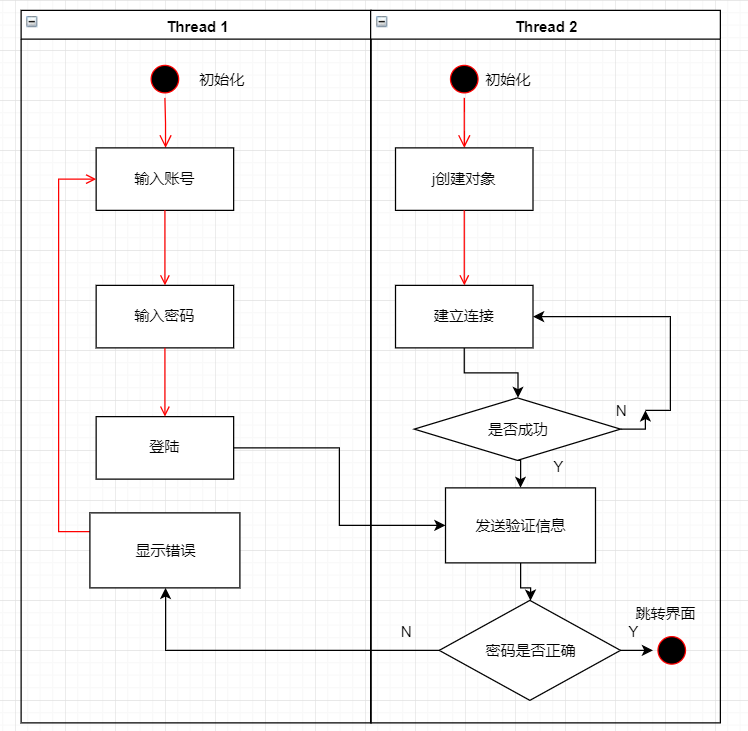 Thread 1
Thread 2
初始化
初始化
输入账号
j创建对象
输入密码
建立连接
N
是否成功
登陆
Y
发送验证信息
显示错误
跳转界面
N
Y
密码是否正确